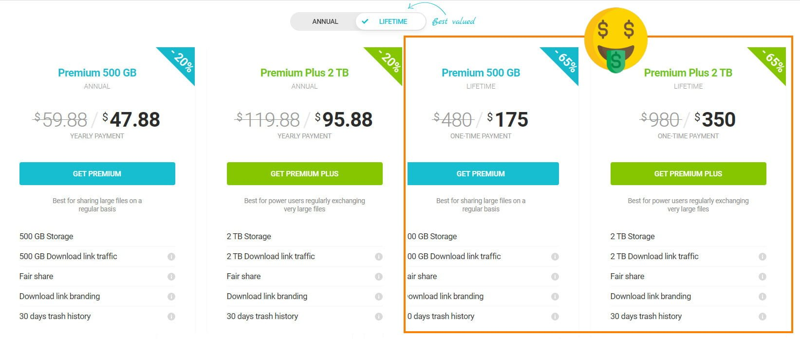 ANNUAL
LIFETIME
Best valued
- 20%
Premium 500 GB
ANNUAL
$59.88 / $47.88
YEARLY PAYMENT
GET PREMIUM
Best for sharing large files on a
regular basis
500 GB Storage
500 GB Download link traffic
Fair share
Download link branding
30 days trash history
- 20%
Premium Plus 2 TB
ANNUAL
$119.88 / $95.88
YEARLY PAYMENT
GET PREMIUM PLUS
Best for power users regularly exchanging
very large files
2 TB Storage
2 TB Download link traffic
Fair share
Download link branding
30 days trash history
- 65%
Premium 500 GB
LIFETIME
$480 / $175
ONE-TIME PAYMENT
GET PREMIUM
Best for sharing large files on a
regular basis
00 GB Storage
00 GB Download link traffic
air share
ownload link branding
0 days trash history
$ $
$
- 65%
Premium Plus 2 TB
LIFETIME
$980 / $350
ONE-TIME PAYMENT
GET PREMIUM PLUS
Best for power users regularly exchanging
very large files
2 TB Storage
2 TB Download link traffic
Fair share
Download link branding
30 days trash history